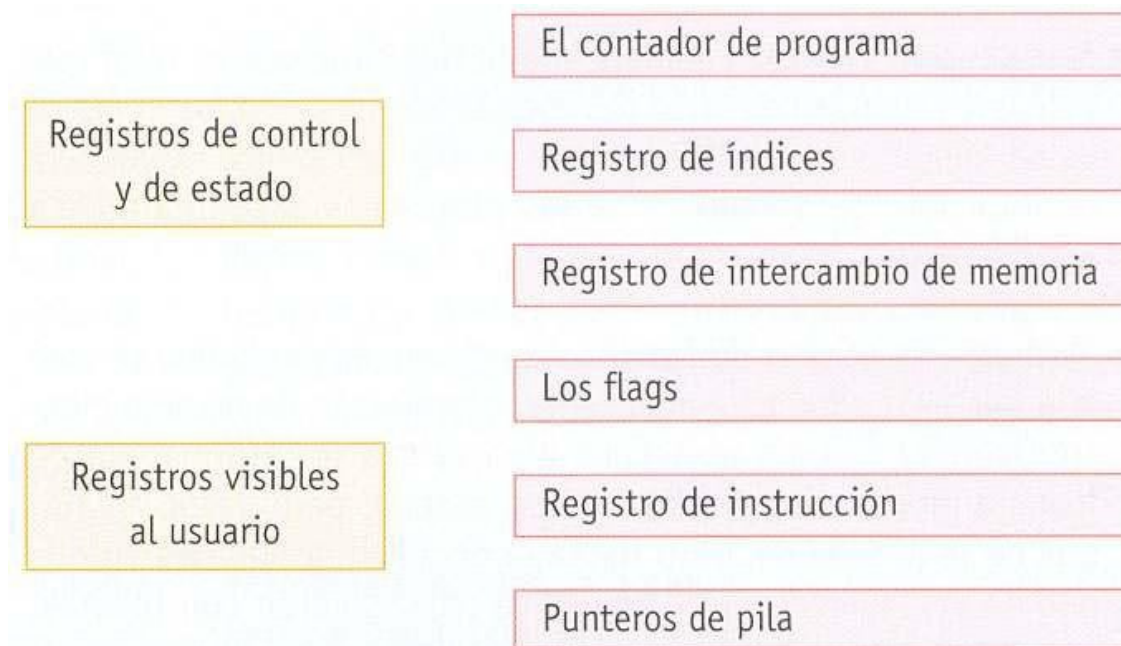 Registros de control
y de estado
Registros visibles
al usuario
El contador de programa
Registro de índices
Registro de intercambio de memoria
Los flags
Registro de instrucción
Punteros de pila